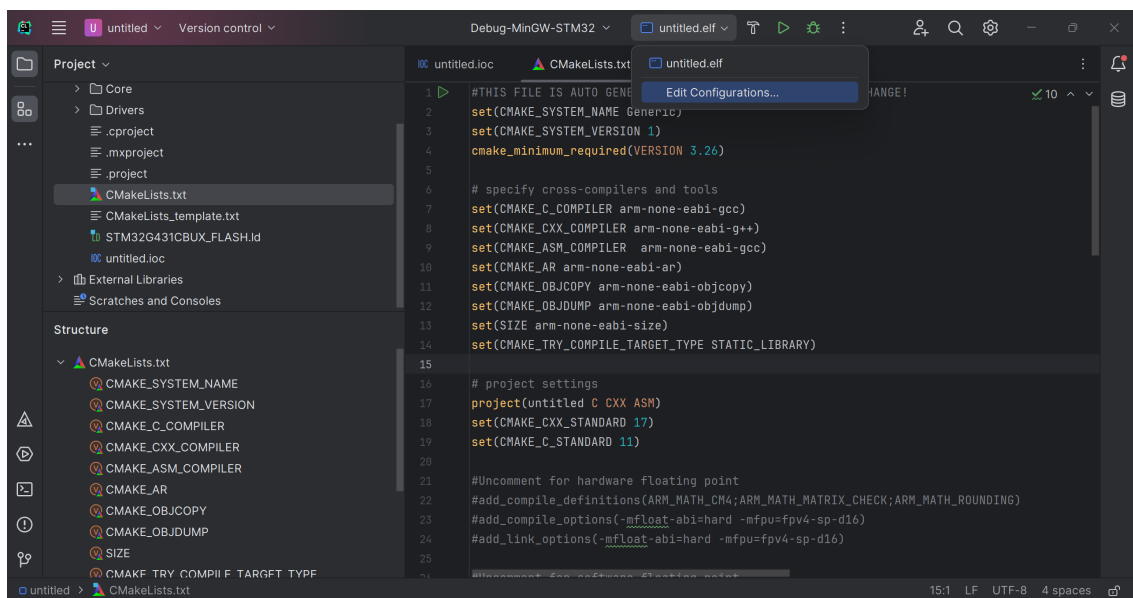 U untitled Version control Debug-MinGW-STM32 untitled.elf
Project
Core
Drivers
.cproject
.mxproject
.project
CMakeLists.txt
CMakeLists_template.txt
STM32G431CBUX_FLASH.ld
IOC untitled.ioc
External Libraries
Scratches and Consoles
Structure
CMakeLists.txt
CMAKE_SYSTEM_NAME
CMAKE_SYSTEM_VERSION
CMAKE_C_COMPILER
CMAKE_CXX_COMPILER
CMAKE_ASM_COMPILER
CMAKE_AR
CMAKE_OBJCOPY
CMAKE_OBJDUMP
SIZE
CMAKE_TRY_COMPILE_TARGET_TYPE
IOC untitled.ioc CMakeLists.txt
untitled.elf
Edit Configurations...
1 #THIS FILE IS AUTO GENE HANGE! 10
2 set(CMAKE_SYSTEM_NAME Generic)
3 set(CMAKE_SYSTEM_VERSION 1)
4 cmake_minimum_required(VERSION 3.26)
5
6 # specify cross-compilers and tools
7 set(CMAKE_C_COMPILER arm-none-eabi-gcc)
8 set(CMAKE_CXX_COMPILER arm-none-eabi-g++)
9 set(CMAKE_ASM_COMPILER  arm-none-eabi-gcc)
10 set(CMAKE_AR arm-none-eabi-ar)
11 set(CMAKE_OBJCOPY arm-none-eabi-objcopy)
12 set(CMAKE_OBJDUMP arm-none-eabi-objdump)
13 set(SIZE arm-none-eabi-size)
14 set(CMAKE_TRY_COMPILE_TARGET_TYPE STATIC_LIBRARY)
15
16 # project settings
17 project(untitled C CXX ASM)
18 set(CMAKE_CXX_STANDARD 17)
19 set(CMAKE_C_STANDARD 11)
20
21 #Uncomment for hardware floating point
22 #add_compile_definitions(ARM_MATH_CM4;ARM_MATH_MATRIX_CHECK;ARM_MATH_ROUNDING)
23 #add_compile_options(-mfloat-abi=hard -mfpu=fpv4-sp-d16)
24 #add_link_options(-mfloat-abi=hard -mfpu=fpv4-sp-d16)
25
#Uncomment for software floating point
untitled > CMakeLists.txt 15:1 LF UTF-8 4 spaces